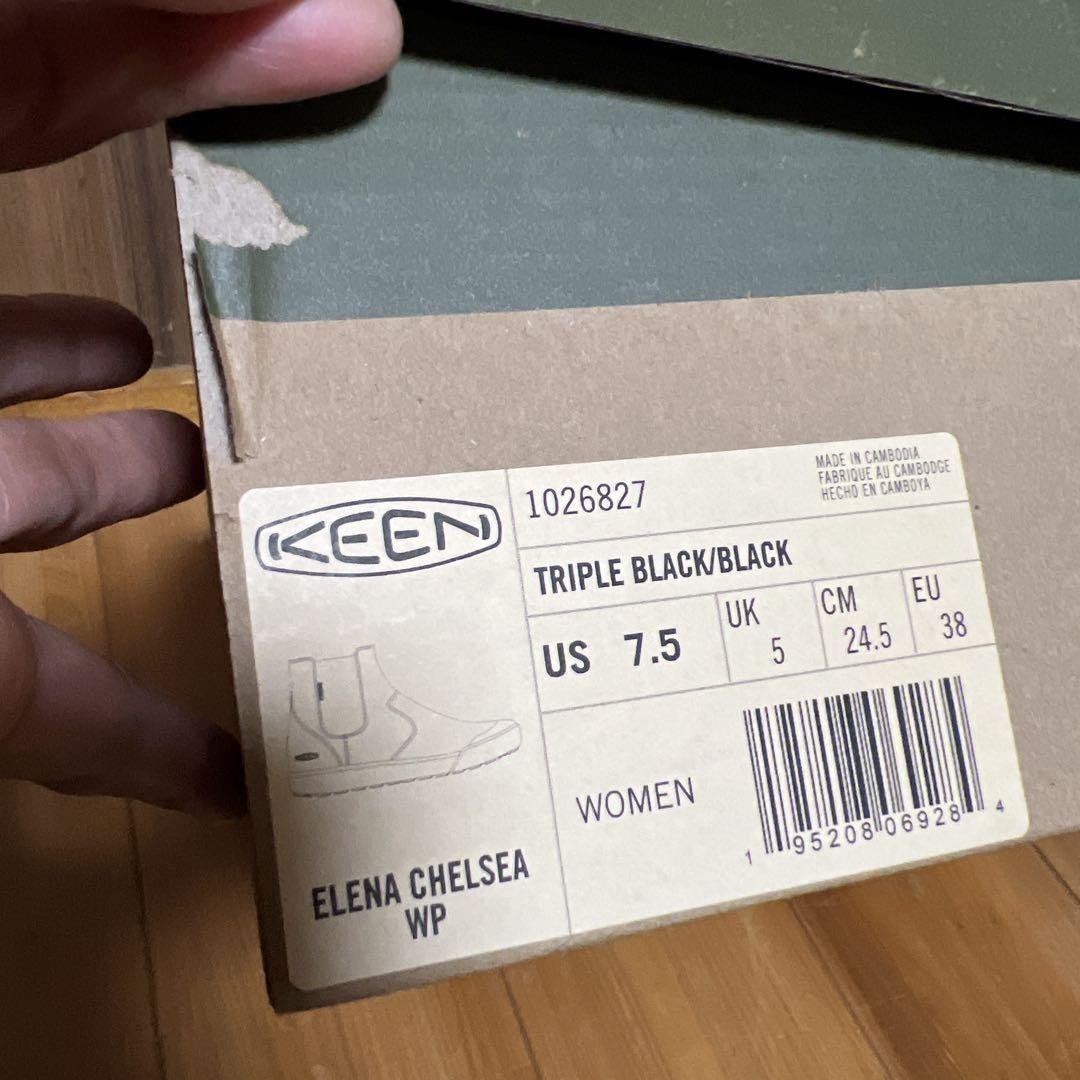 KEEN
1026827
MADE IN CAMBODIA
FABRIQUE AU CAMBODGE
HECHO EN CAMBOYA
TRIPLE BLACK/BLACK
US 7.5
UK 5
CM 24.5
EU 38
WOMEN
1 95208 06928 4
ELENA CHELSEA
WP